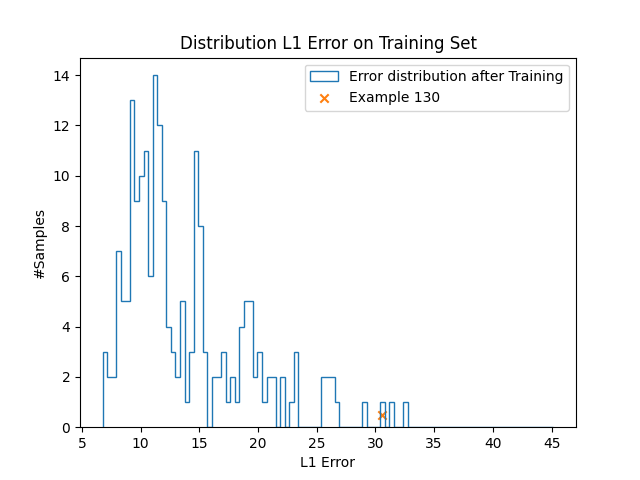 Distribution L1 Error on Training Set
Error distribution after Training
Example 130
14
12
10
8
6
4
2
0
#Samples
5 10 15 20 25 30 35 40 45
L1 Error